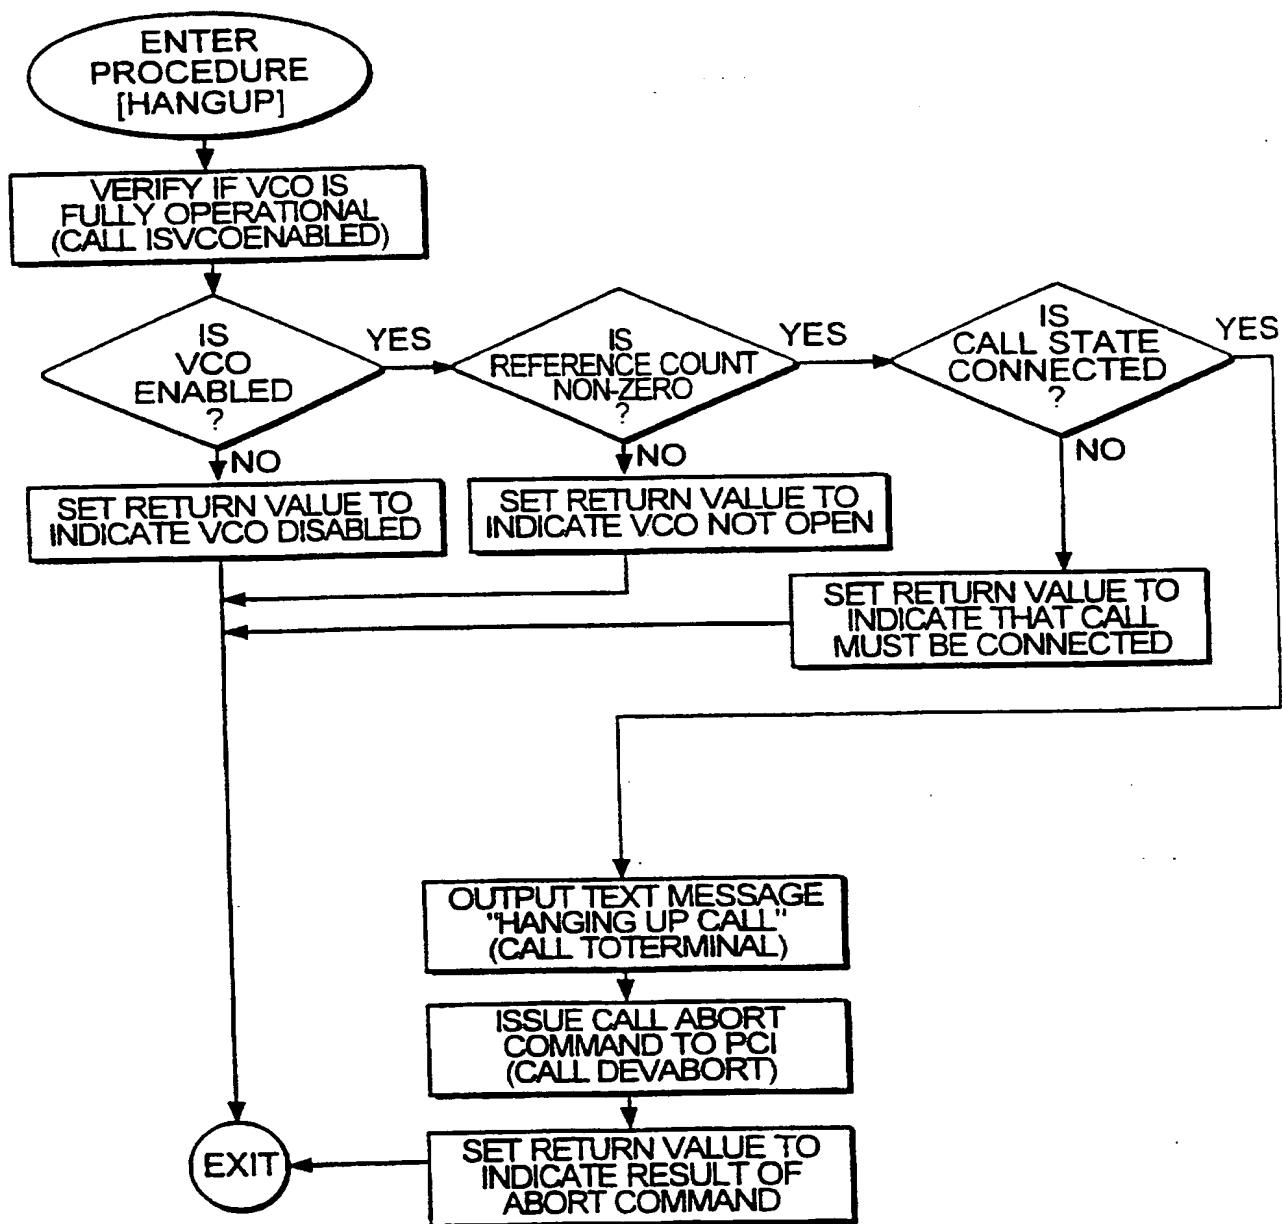 ENTER
PROCEDURE
[HANGUP]
VERIFY IF VCO IS
FULLY OPERATIONAL
(CALL ISVCOENABLED)
IS
VCO
ENABLED
?
YES
NO
IS
REFERENCE COUNT
NON-ZERO
?
YES
NO
IS
CALL STATE
CONNECTED
?
YES
NO
SET RETURN VALUE TO
INDICATE VCO DISABLED
SET RETURN VALUE TO
INDICATE VCO NOT OPEN
SET RETURN VALUE TO
INDICATE THAT CALL
MUST BE CONNECTED
OUTPUT TEXT MESSAGE
"HANGING UP CALL"
(CALL TOTERMINAL)
ISSUE CALL ABORT
COMMAND TO PCI
(CALL DEVABORT)
SET RETURN VALUE TO
INDICATE RESULT OF
ABORT COMMAND
EXIT